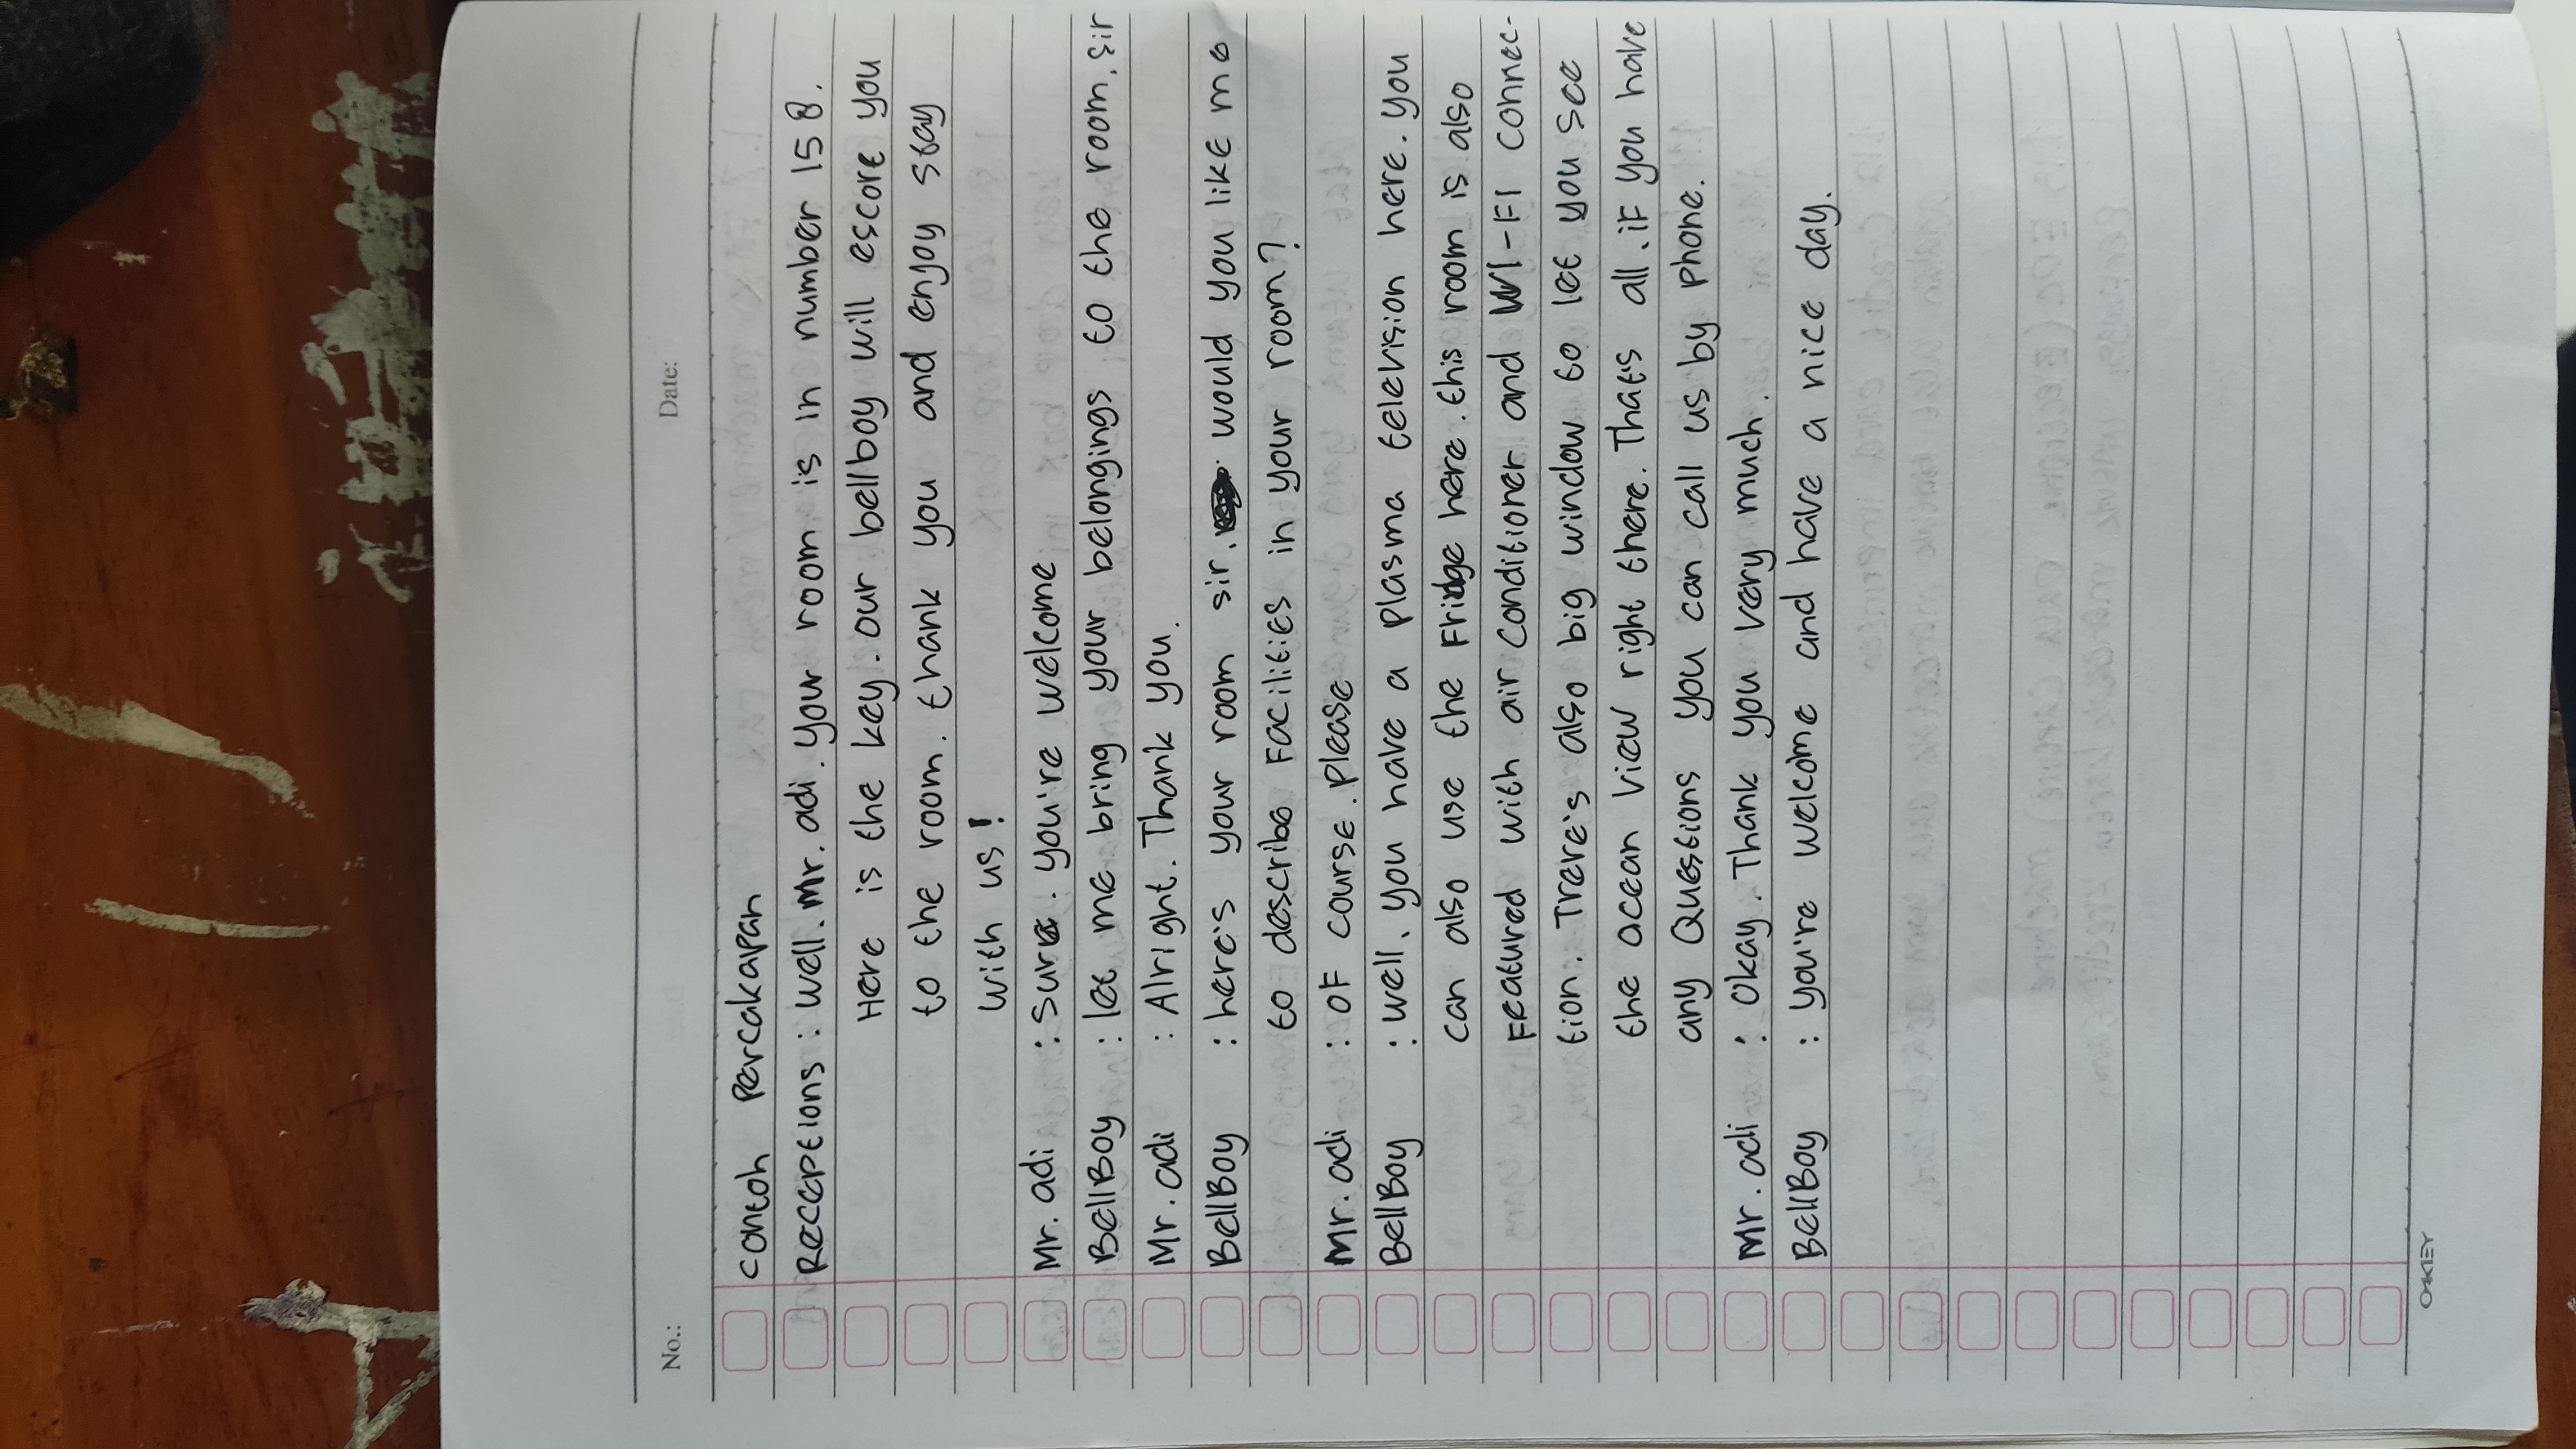 No.:
Date:
Contoh Percakapan
Receptions : Well. Mr. adi. your room is in number 158.
Here is the key. our bellboy will escore you
to the room. thank you and enjoy stay
with us!
Mr. adi : Sure. you're welcome
BellBoy : let me bring your belongings to the room, sir
Mr. adi : Alright. Thank you.
BellBoy : here's your room sir. would you like me
to describe Facilities in your room?
Mr. adi : OF course. Please
BellBoy : well, you have a plasma television here. you
can also use the Fridge here. this room is also
Featured with air conditioner and WI-FI connec-
tion. Trere's also big window to let you see
the ocean view right there. That's all. iF you have
any Questions you can call us by phone.
Mr. adi : Okay. Thank you very much.
BellBoy : you're welcome and have a nice day.
OAKLEY